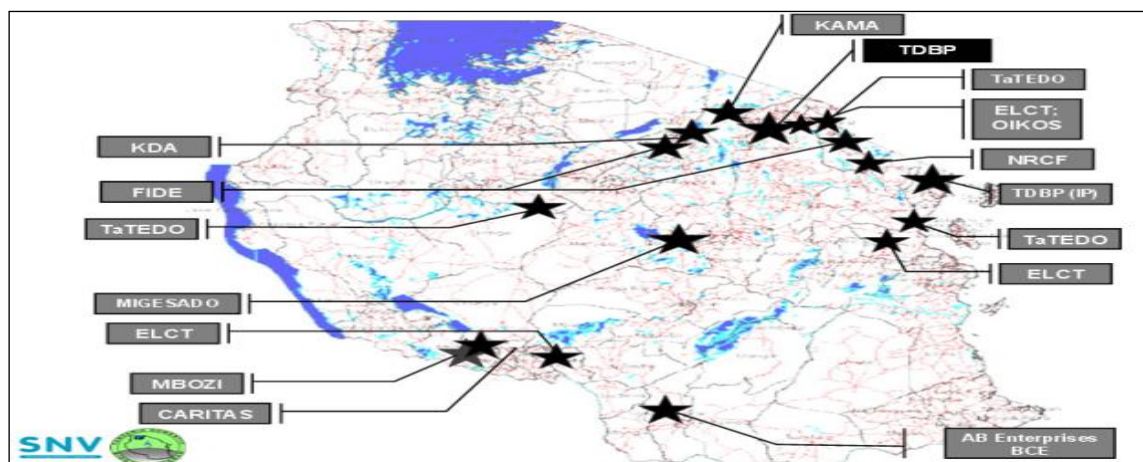 KAMA
TDBP
TaTEDO
ELCT;
OIKOS
KDA
NRCF
FIDE
TDBP (IP)
TaTEDO
TaTEDO
ELCT
MIGESADO
ELCT
MBOZI
CARITAS
AB Enterprises
BCE
SNV